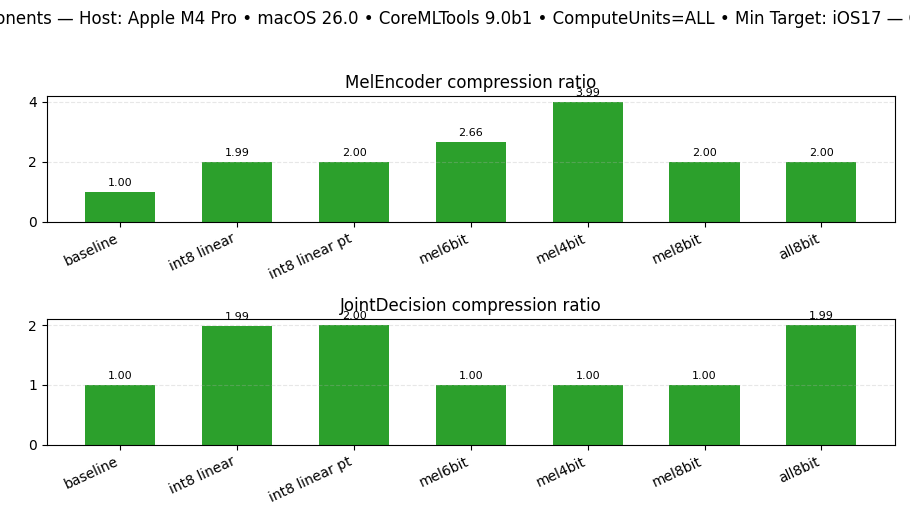 — Host: Apple M4 Pro • macOS 26.0 • CoreMLTools 9.0b1 • ComputeUnits=ALL • Min Target: iOS17 —
MelEncoder compression ratio
4
2
0
1.00
1.99
2.00
2.66
3.99
2.00
2.00
baseline
int8 linear
int8 linear pt
mel6bit
mel4bit
mel8bit
all8bit
JointDecision compression ratio
2
1
0
1.00
1.99
2.00
1.00
1.00
1.00
1.99
baseline
int8 linear
int8 linear pt
mel6bit
mel4bit
mel8bit
all8bit